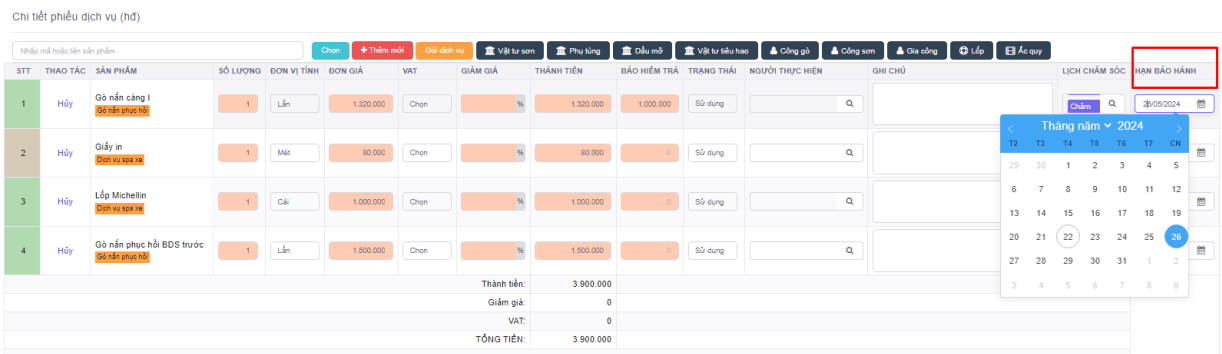 Chi tiết phiếu dịch vụ (hđ)
Nhập mã hoặc tên sản phẩm Chọn +Thêm mới Gói dịch vụ Vật tư sơn Phụ tùng Dầu mỡ Vật tư tiêu hao Công gò Công sơn Gia công Lốp Ắc quy
STT THAO TÁC SẢN PHẨM SỐ LƯỢNG ĐƠN VỊ TÍNH ĐƠN GIÁ VAT GIẢM GIÁ THÀNH TIỀN BẢO HIỂM TRẢ TRẠNG THÁI NGƯỜI THỰC HIỆN GHI CHÚ LỊCH CHĂM SÓC HẠN BẢO HÀNH
1 Hủy Gò nắn càng I 1 Lần 1.320.000 Chọn % 1.320.000 1.000.000 Sử dụng Chăm 26/05/2024
Gò nắn phục hồi
2 Hủy Giấy in 1 Mét 80.000 Chọn % 80.000 0 Sử dụng
Dịch vụ spa xe
3 Hủy Lốp Michellin 1 Cái 1.000.000 Chọn % 1.000.000 0 Sử dụng
Dịch vụ spa xe
4 Hủy Gò nắn phục hồi BDS trước 1 Lần 1.500.000 Chọn % 1.500.000 0 Sử dụng
Gò nắn phục hồi
Thành tiền: 3.900.000
Giảm giá: 0
VAT: 0
TỔNG TIỀN: 3.900.000
Tháng năm 2024
T2 T3 T4 T5 T6 T7 CN
29 30 1 2 3 4 5
6 7 8 9 10 11 12
13 14 15 16 17 18 19
20 21 22 23 24 25 26
27 28 29 30 31 1 2
3 4 5 6 7 8 9